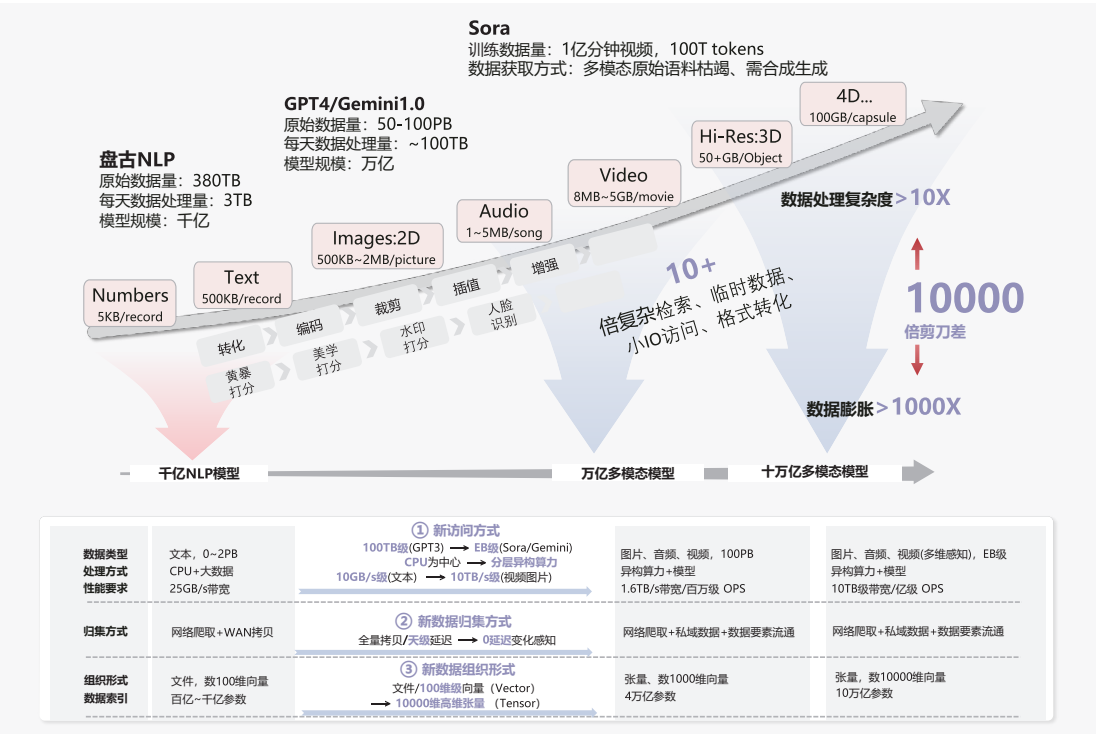 Sora
训练数据量：1亿分钟视频，100T tokens
数据获取方式：多模态原始语料枯竭、需合成生成
GPT4/Gemini1.0
原始数据量：50-100PB
每天数据处理量：~100TB
模型规模：万亿
盘古NLP
原始数据量：380TB
每天数据处理量：3TB
模型规模：千亿
Numbers
5KB/record
Text
500KB/record
Images:2D
500KB~2MB/picture
Audio
1~5MB/song
Video
8MB~5GB/movie
Hi-Res:3D
50+GB/Object
4D...
100GB/capsule
转化
编码
裁剪
插值
增强
黄暴
打分
美学
打分
水印
打分
人脸
识别
10+
倍复杂检索、临时数据、
小IO访问、格式转化
数据处理复杂度>10X
10000
倍剪刀差
数据膨胀>1000X
千亿NLP模型
万亿多模态模型
十万亿多模态模型
数据类型
处理方式
性能要求
文本，0~2PB
CPU+大数据
25GB/s带宽
① 新访问方式
100TB级(GPT3) → EB级(Sora/Gemini)
CPU为中心 → 分层异构算力
10GB/s级(文本) → 10TB/s级(视频图片)
图片、音频、视频，100PB
异构算力+模型
1.6TB/s带宽/百万级 OPS
图片、音频、视频(多维感知)，EB级
异构算力+模型
10TB级带宽/亿级 OPS
归集方式
网络爬取+WAN拷贝
② 新数据归集方式
全量拷贝/天级延迟 → 0延迟变化感知
网络爬取+私域数据+数据要素流通
网络爬取+私域数据+数据要素流通
组织形式
数据索引
文件，数100维向量
百亿~千亿参数
③ 新数据组织形式
文件/100维级向量（Vector）
→ 10000维高维张量 （Tensor）
张量、数1000维向量
4万亿参数
张量，数10000维向量
10万亿参数